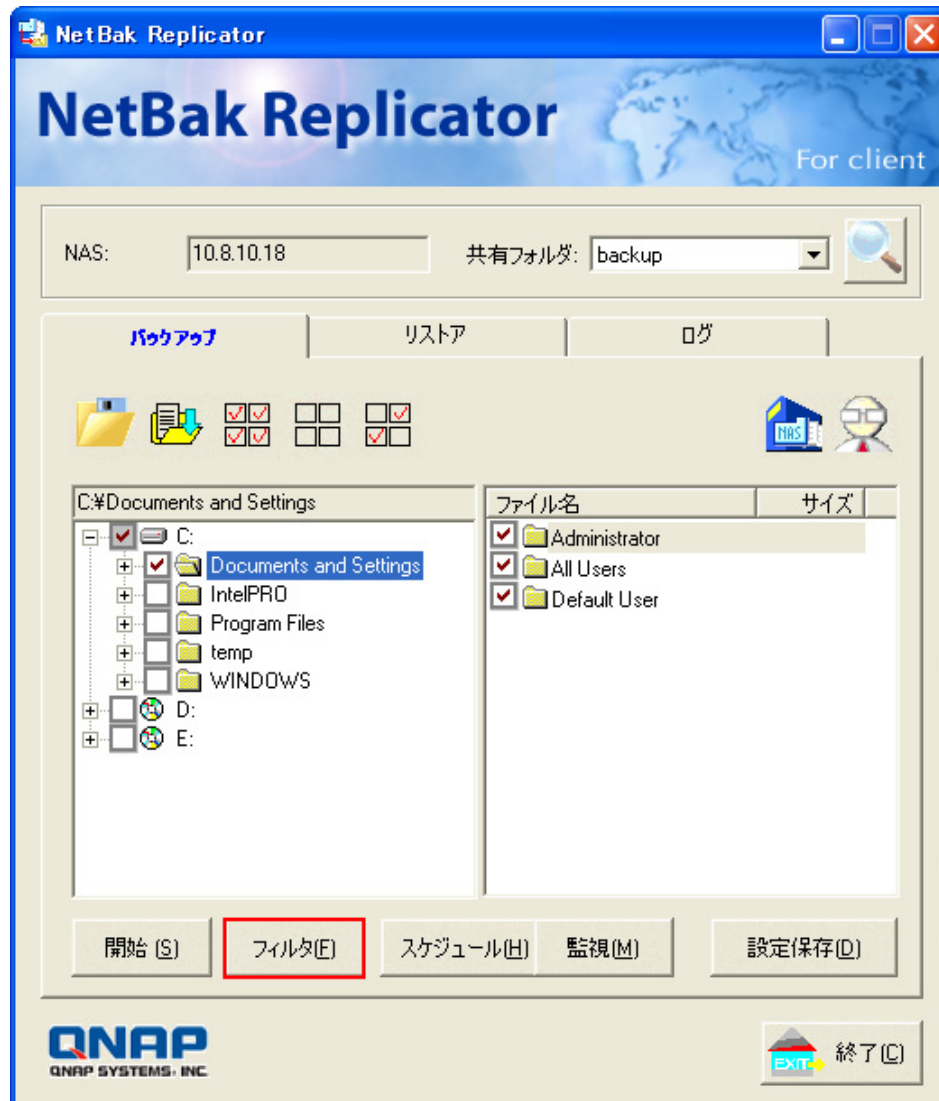 NetBak Replicator
NetBak Replicator
For client
NAS: 10.8.10.18 共有フォルダ: backup
バックアップ リストア ログ
NAS
C:¥Documents and Settings
ファイル名 サイズ
C:
Documents and Settings
IntelPRO
Program Files
temp
WINDOWS
D:
E:
Administrator
All Users
Default User
開始 (S) フィルタ(F) スケジュール(H) 監視(M) 設定保存(D)
QNAP
QNAP SYSTEMS, INC
EXIT 終了(C)